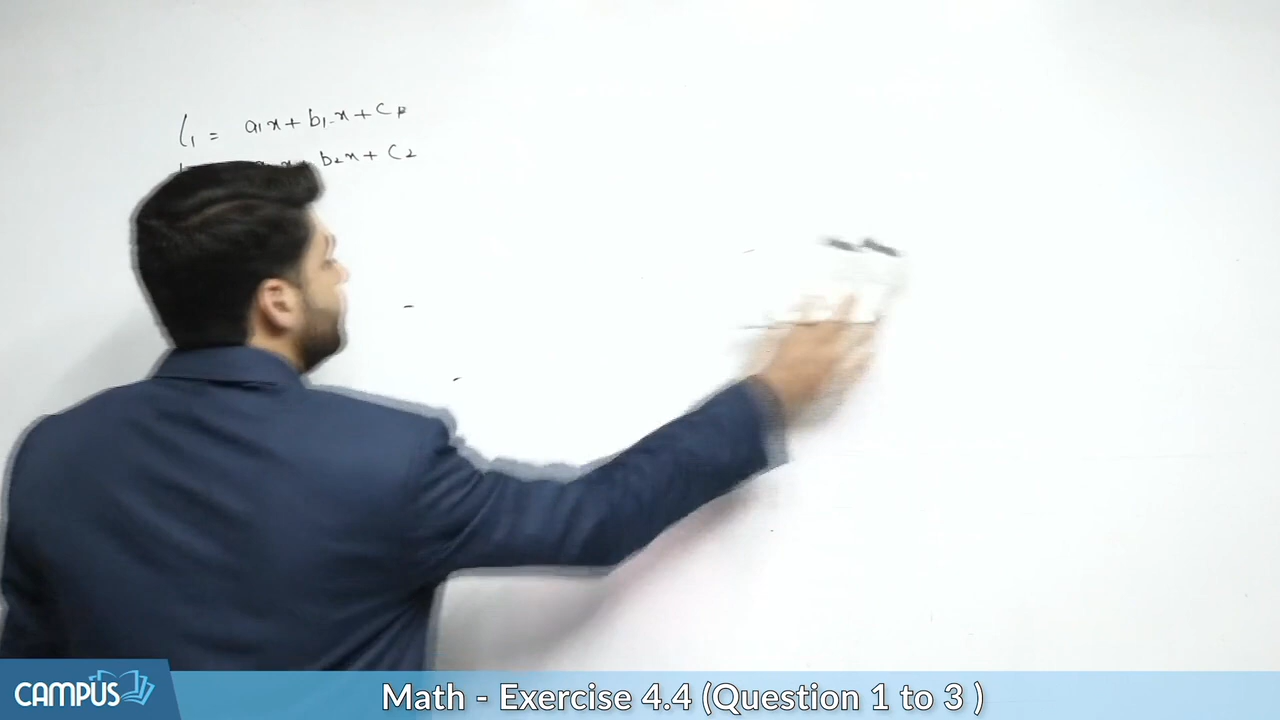 l₁ = a₁x + b₁x + c₁
b₂x + c₂
CAMPUS
Math - Exercise 4.4 (Question 1 to 3 )